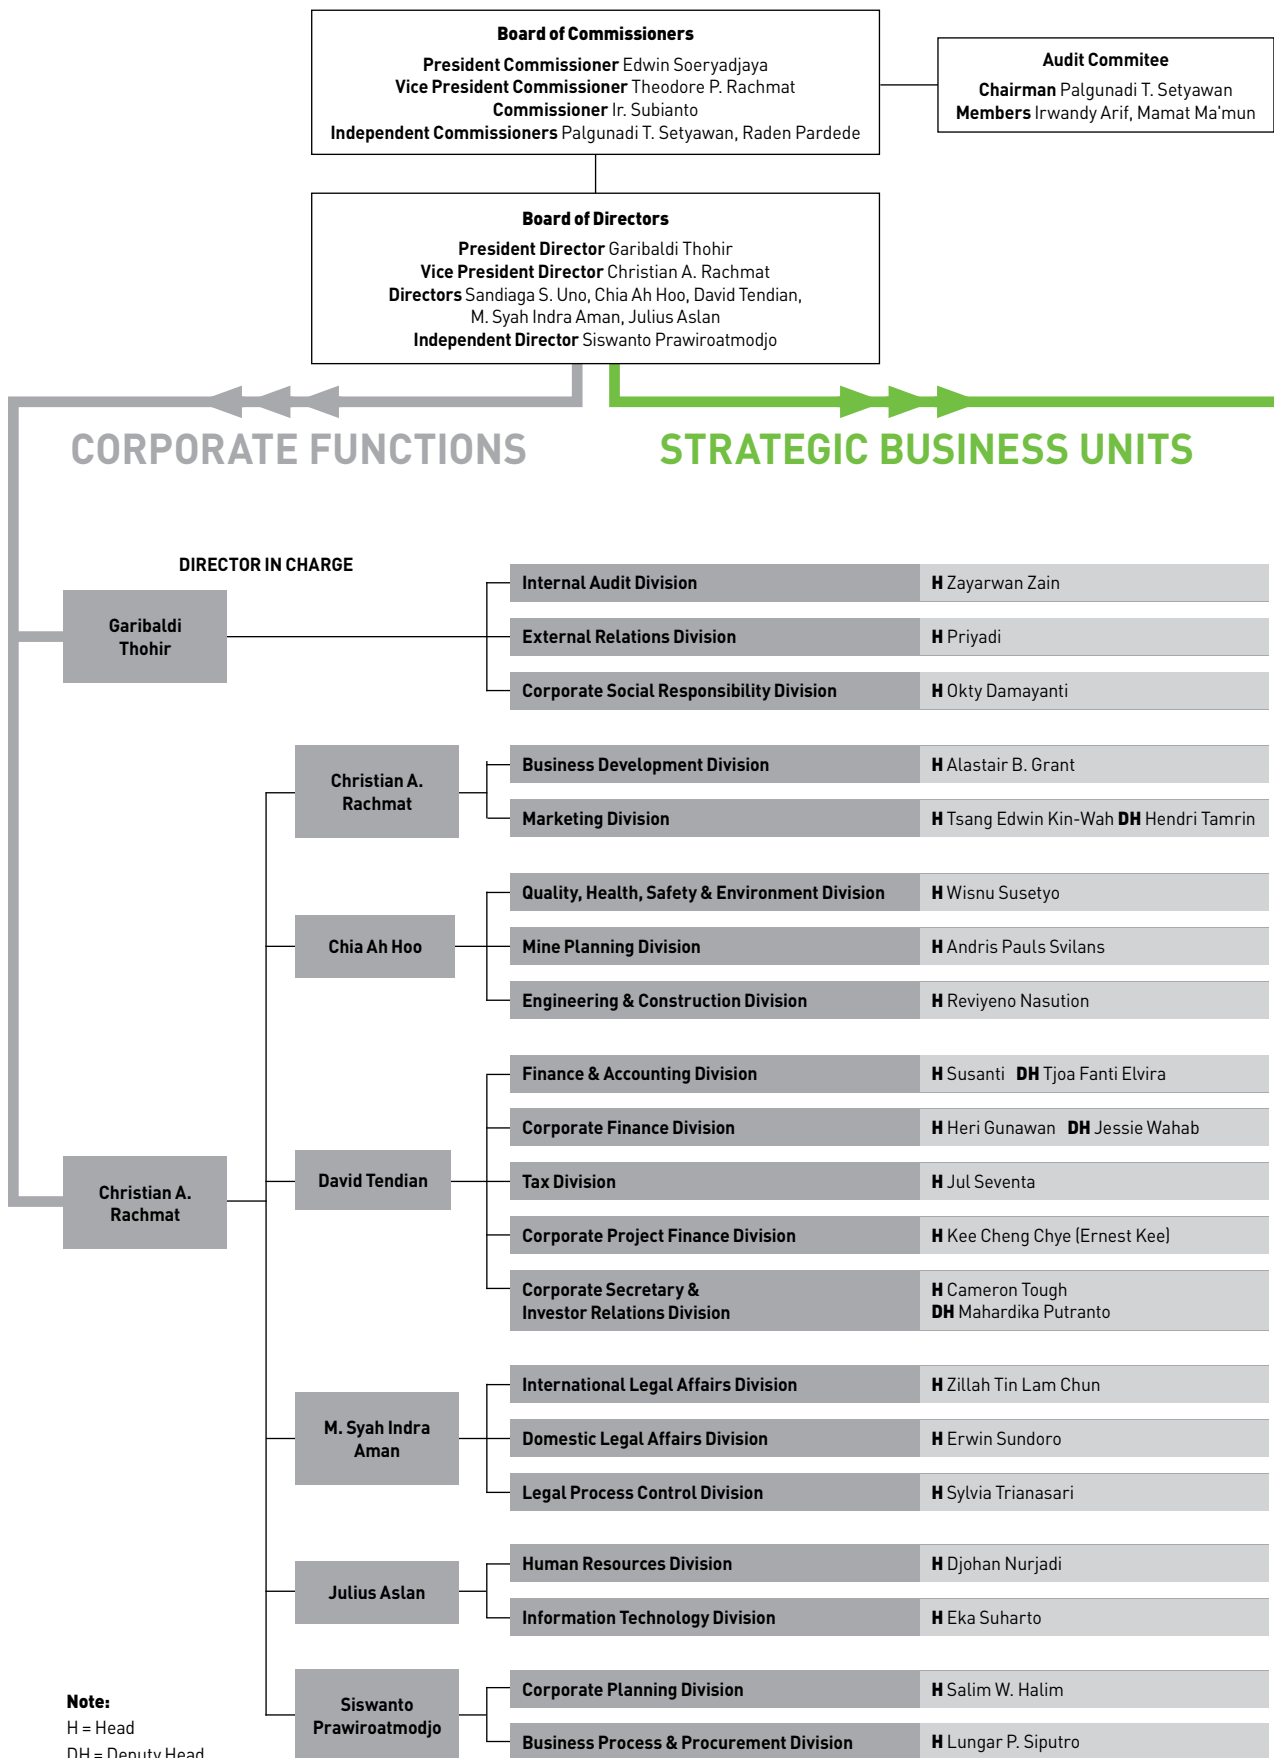 Board of Commissioners
President Commissioner Edwin Soeryadjaya
Vice President Commissioner Theodore P. Rachmat
Commissioner Ir. Subianto
Independent Commissioners Palgunadi T. Setyawan, Raden Pardede
Audit Commitee
Chairman Palgunadi T. Setyawan
Members Irwandy Arif, Mamat Ma'mun
Board of Directors
President Director Garibaldi Thohir
Vice President Director Christian A. Rachmat
Directors Sandiaga S. Uno, Chia Ah Hoo, David Tendian,
M. Syah Indra Aman, Julius Aslan
Independent Director Siswanto Prawiroatmodjo
CORPORATE FUNCTIONS
STRATEGIC BUSINESS UNITS
DIRECTOR IN CHARGE
Garibaldi
Thohir
Internal Audit Division
H Zayarwan Zain
External Relations Division
H Priyadi
Corporate Social Responsibility Division
H Okty Damayanti
Christian A.
Rachmat
Christian A.
Rachmat
Business Development Division
H Alastair B. Grant
Marketing Division
H Tsang Edwin Kin-Wah DH Hendri Tamrin
Chia Ah Hoo
Quality, Health, Safety & Environment Division
H Wisnu Susetyo
Mine Planning Division
H Andris Pauls Svilans
Engineering & Construction Division
H Reviyeno Nasution
David Tendian
Finance & Accounting Division
H Susanti DH Tjoa Fanti Elvira
Corporate Finance Division
H Heri Gunawan DH Jessie Wahab
Tax Division
H Jul Seventa
Corporate Project Finance Division
H Kee Cheng Chye (Ernest Kee)
Corporate Secretary &
Investor Relations Division
H Cameron Tough
DH Mahardika Putranto
M. Syah Indra
Aman
International Legal Affairs Division
H Zillah Tin Lam Chun
Domestic Legal Affairs Division
H Erwin Sundoro
Legal Process Control Division
H Sylvia Trianasari
Julius Aslan
Human Resources Division
H Djohan Nurjadi
Information Technology Division
H Eka Suharto
Siswanto
Prawiroatmodjo
Corporate Planning Division
H Salim W. Halim
Business Process & Procurement Division
H Lungar P. Siputro
Note:
H = Head
DH = Deputy Head